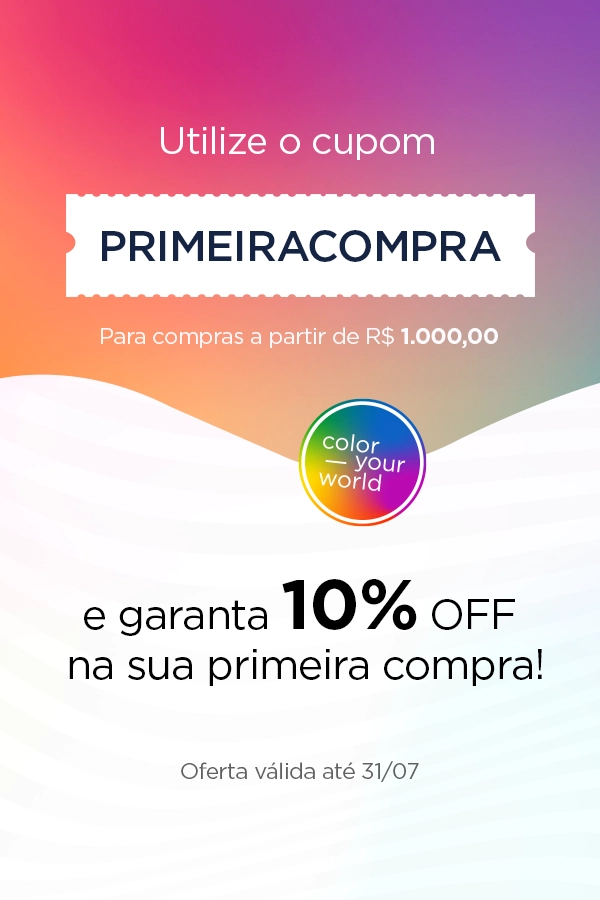 Utilize o cupom
PRIMEIRACOMPRA
Para compras a partir de R$ 1.000,00
color
— your
world
e garanta 10% OFF
na sua primeira compra!
Oferta válida até 31/07